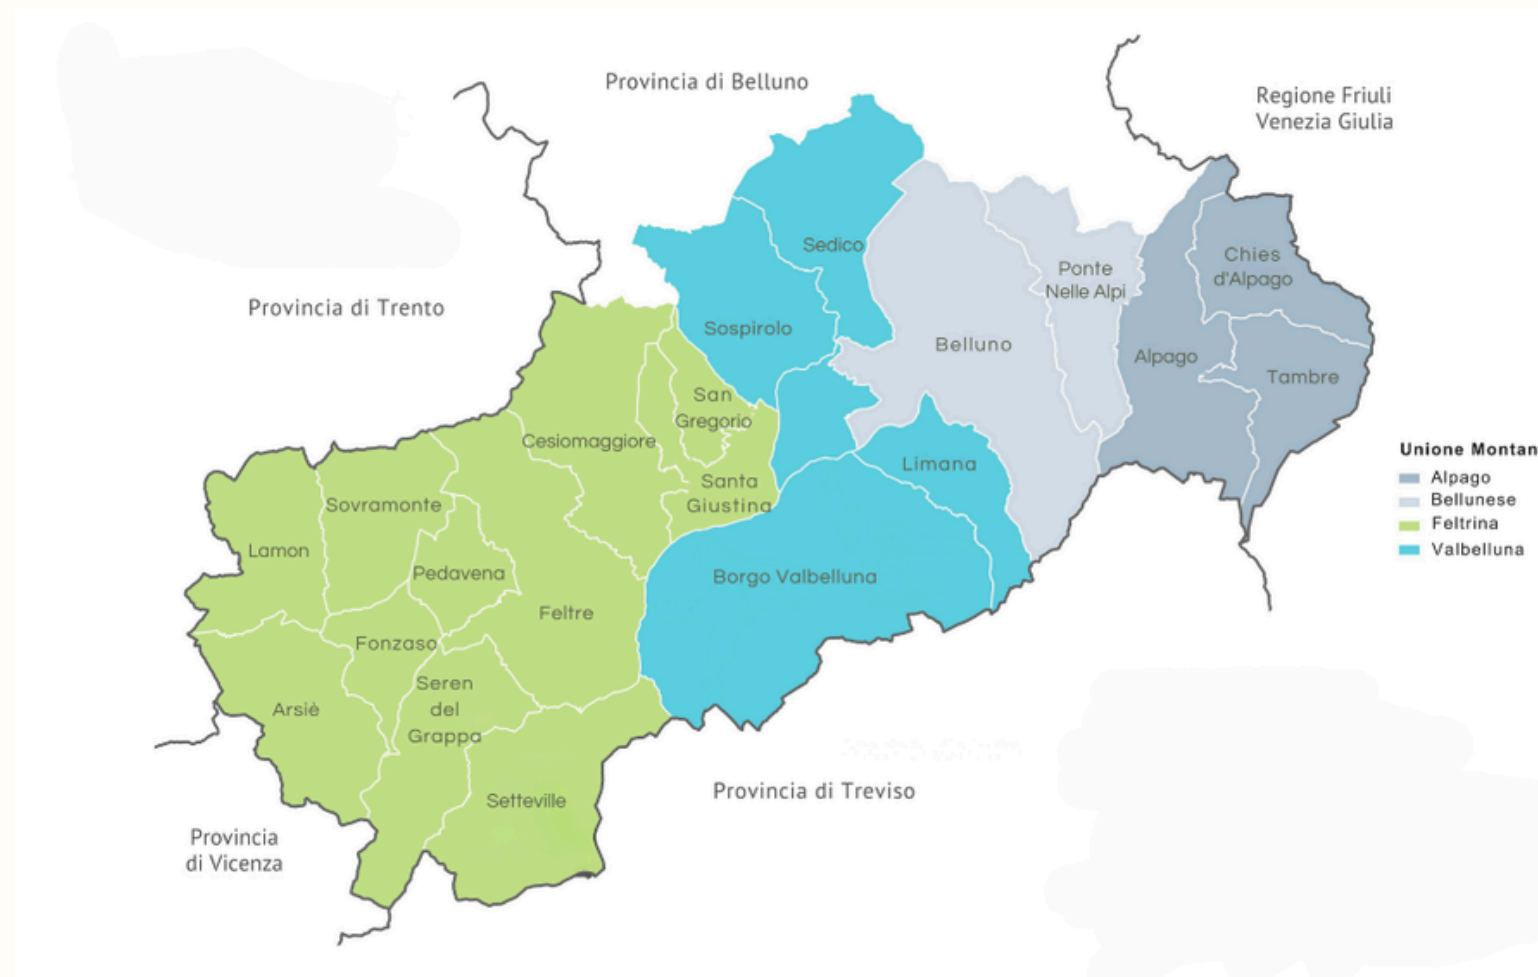 Provincia di Belluno
Regione Friuli
Venezia Giulia
Provincia di Trento
Sedico
Chies
d'Alpago
Ponte
Nelle Alpi
Sospirolo
Belluno
Alpago
Tambre
San
Gregorio
Cesiomaggiore
Limana
Santa
Giustina
Sovramonte
Lamon
Pedavena
Borgo Valbelluna
Feltre
Fonzaso
Seren
del
Grappa
Arsiè
Setteville
Provincia di Treviso
Provincia
di Vicenza
Unione Montan
Alpago
Bellunese
Feltrina
Valbelluna